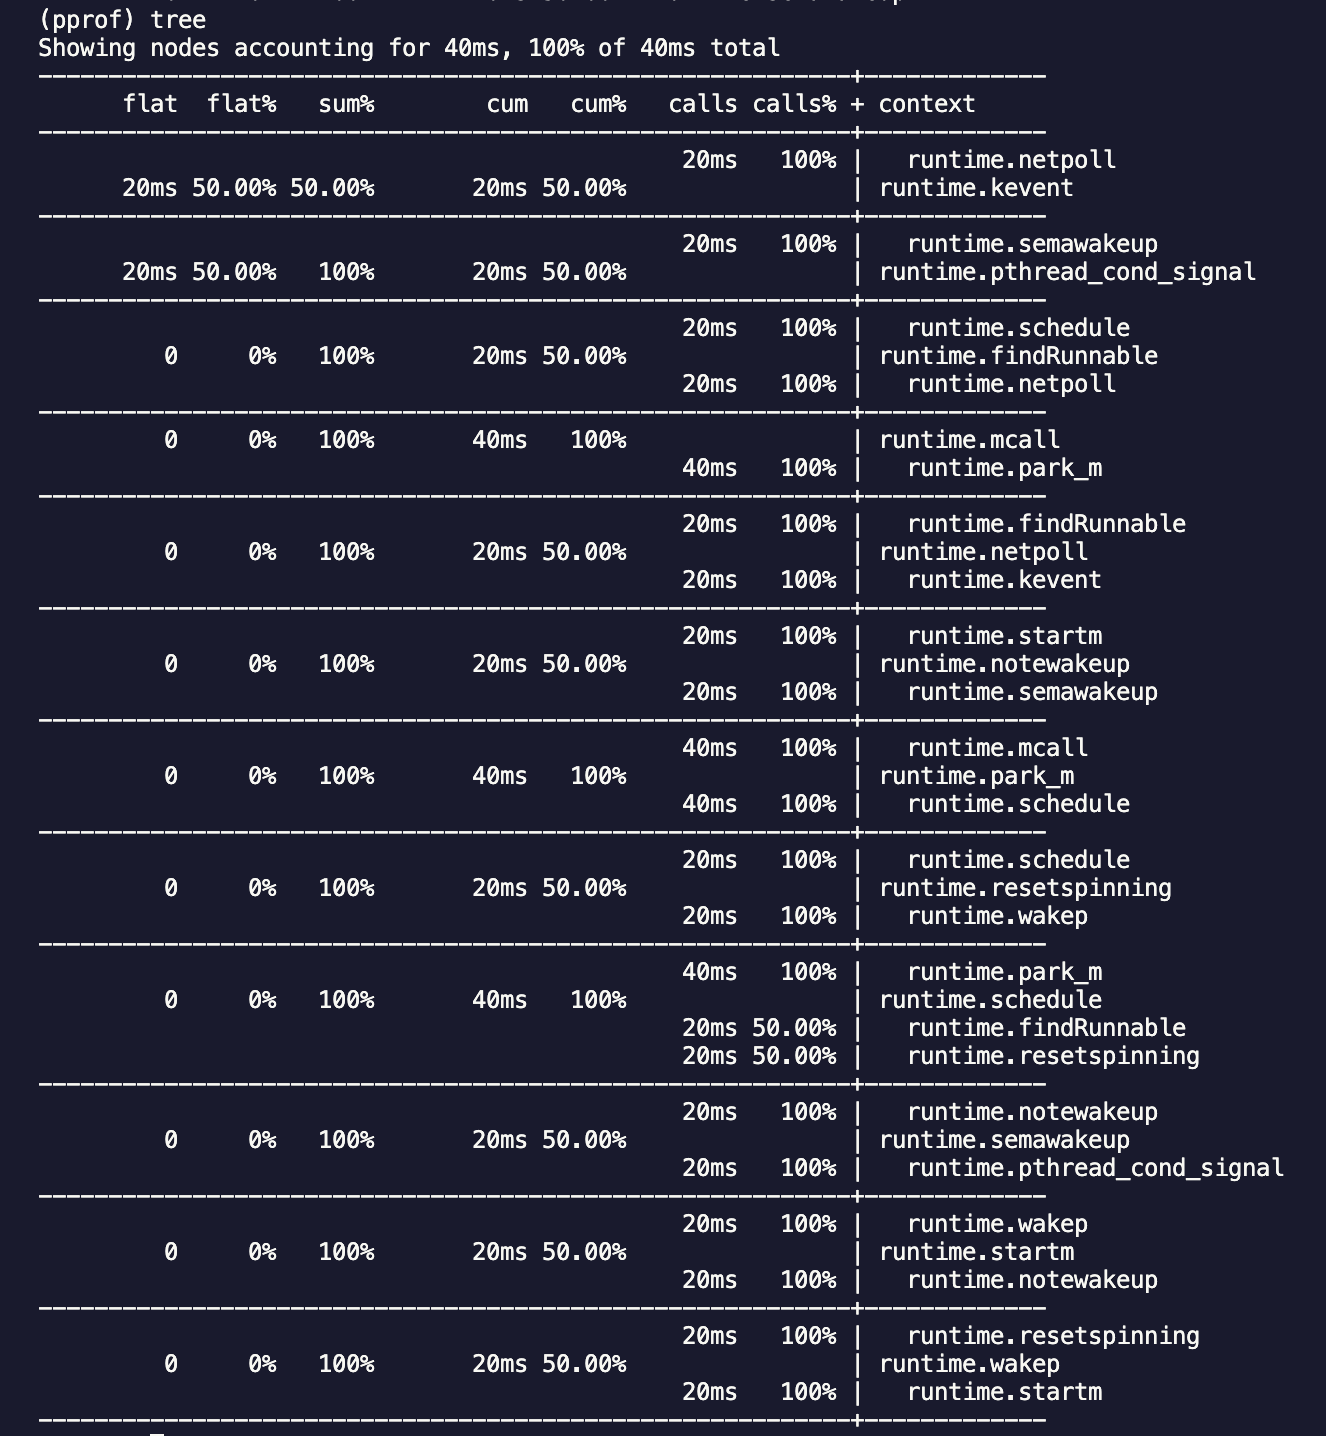 (pprof) tree
Showing nodes accounting for 40ms, 100% of 40ms total
----------------------------------------------------------+-------------
      flat  flat%   sum%        cum   cum%   calls calls% + context
----------------------------------------------------------+-------------
                                              20ms   100% |   runtime.netpoll
      20ms 50.00% 50.00%       20ms 50.00%                | runtime.kevent
----------------------------------------------------------+-------------
                                              20ms   100% |   runtime.semawakeup
      20ms 50.00%   100%       20ms 50.00%                | runtime.pthread_cond_signal
----------------------------------------------------------+-------------
                                              20ms   100% |   runtime.schedule
         0     0%   100%       20ms 50.00%                | runtime.findRunnable
                                              20ms   100% |   runtime.netpoll
----------------------------------------------------------+-------------
         0     0%   100%       40ms   100%                | runtime.mcall
                                              40ms   100% |   runtime.park_m
----------------------------------------------------------+-------------
                                              20ms   100% |   runtime.findRunnable
         0     0%   100%       20ms 50.00%                | runtime.netpoll
                                              20ms   100% |   runtime.kevent
----------------------------------------------------------+-------------
                                              20ms   100% |   runtime.startm
         0     0%   100%       20ms 50.00%                | runtime.notewakeup
                                              20ms   100% |   runtime.semawakeup
----------------------------------------------------------+-------------
                                              40ms   100% |   runtime.mcall
         0     0%   100%       40ms   100%                | runtime.park_m
                                              40ms   100% |   runtime.schedule
----------------------------------------------------------+-------------
                                              20ms   100% |   runtime.schedule
         0     0%   100%       20ms 50.00%                | runtime.resetspinning
                                              20ms   100% |   runtime.wakep
----------------------------------------------------------+-------------
                                              40ms   100% |   runtime.park_m
         0     0%   100%       40ms   100%                | runtime.schedule
                                              20ms 50.00% |   runtime.findRunnable
                                              20ms 50.00% |   runtime.resetspinning
----------------------------------------------------------+-------------
                                              20ms   100% |   runtime.notewakeup
         0     0%   100%       20ms 50.00%                | runtime.semawakeup
                                              20ms   100% |   runtime.pthread_cond_signal
----------------------------------------------------------+-------------
                                              20ms   100% |   runtime.wakep
         0     0%   100%       20ms 50.00%                | runtime.startm
                                              20ms   100% |   runtime.notewakeup
----------------------------------------------------------+-------------
                                              20ms   100% |   runtime.resetspinning
         0     0%   100%       20ms 50.00%                | runtime.wakep
                                              20ms   100% |   runtime.startm
----------------------------------------------------------+-------------